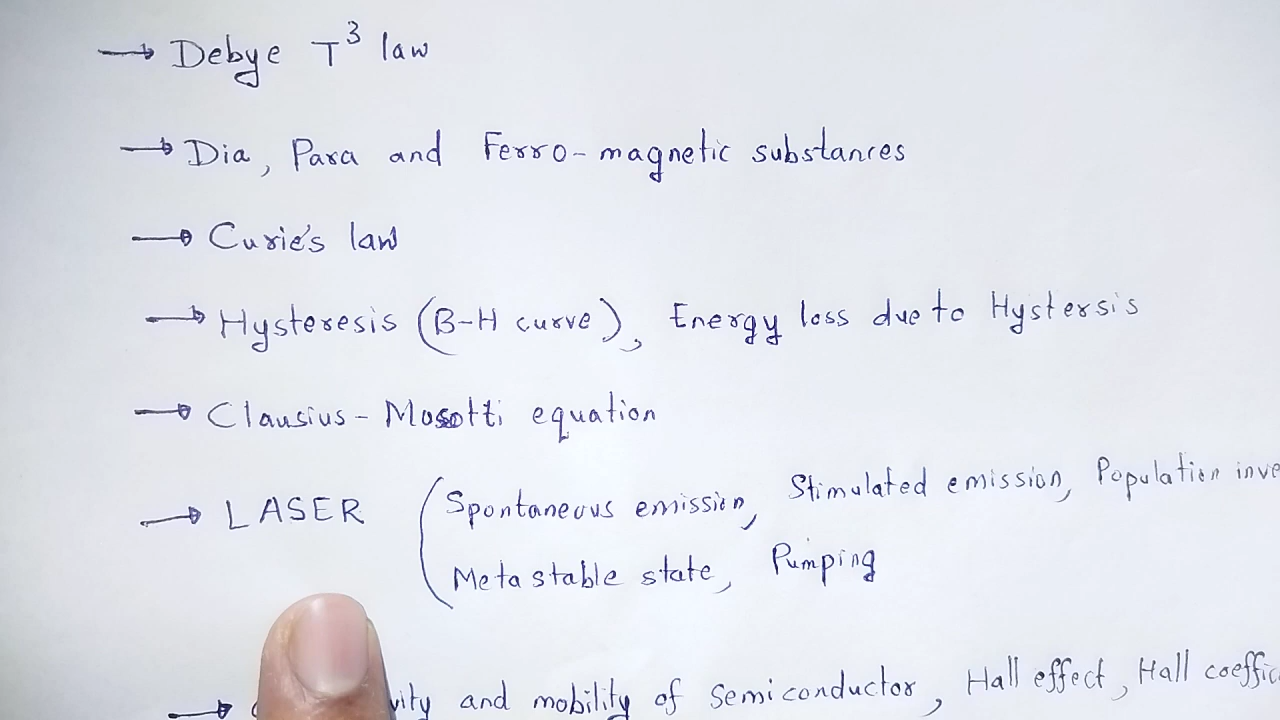 → Debye T³ law
→ Dia, Para and Ferro-magnetic substances
→ Curie's law
→ Hysteresis (B-H curve), Energy loss due to Hystersis
→ Clausius-Mosotti equation
→ LASER (Spontaneous emission, Stimulated emission, Population
Metastable state, Pumping
→ and mobility of Semiconductor, Hall effect, Hall